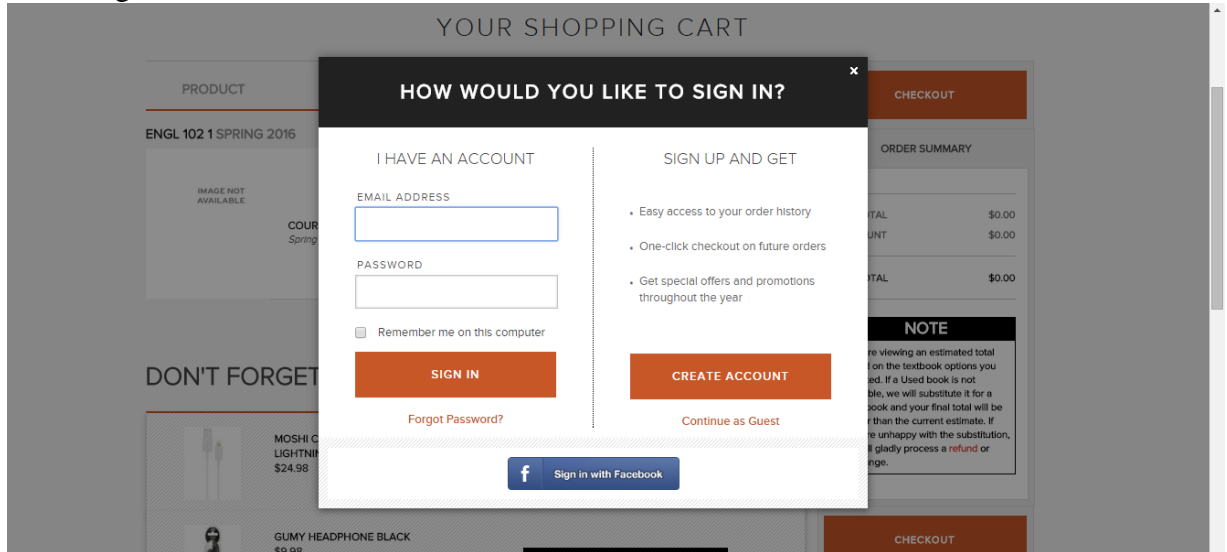 YOUR SHOPPING CART
PRODUCT
ENGL 102 1 SPRING 2016
IMAGE NOT
AVAILABLE
COUR
Spring
DON'T FORGET
MOSHI C
LIGHTNIN
$24.98
GUMY HEADPHONE BLACK
$9.98
HOW WOULD YOU LIKE TO SIGN IN?
x
I HAVE AN ACCOUNT
EMAIL ADDRESS
PASSWORD
Remember me on this computer
SIGN IN
Forgot Password?
SIGN UP AND GET
• Easy access to your order history
• One-click checkout on future orders
• Get special offers and promotions
throughout the year
CREATE ACCOUNT
Continue as Guest
f Sign in with Facebook
CHECKOUT
ORDER SUMMARY
TAL $0.00
UNT $0.00
TAL $0.00
NOTE
re viewing an estimated total
on the textbook options you
ed. If a Used book is not
ble, we will substitute it for a
book and your final total will be
r than the current estimate. If
re unhappy with the substitution,
ll gladly process a refund or
nge.
CHECKOUT